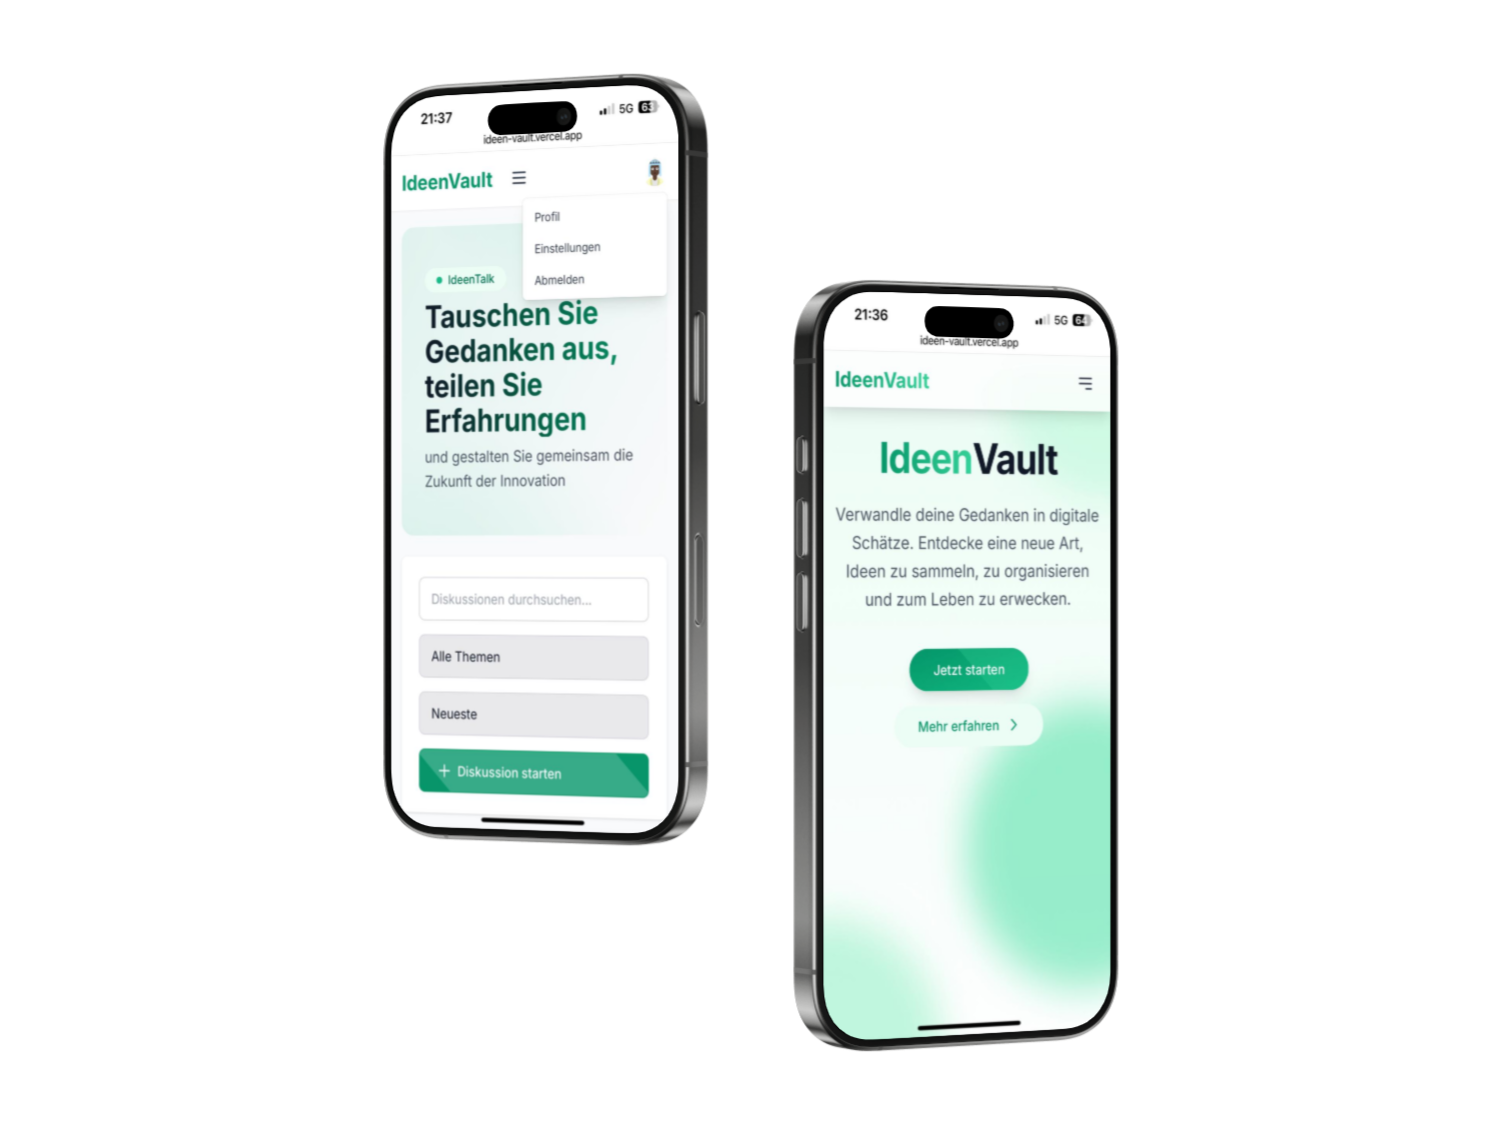 21:37
5G 63
ideen-vault.vercel.app
IdeenVault
Profil
Einstellungen
Abmelden
IdeenTalk
Tauschen Sie
Gedanken aus,
teilen Sie
Erfahrungen
und gestalten Sie gemeinsam die
Zukunft der Innovation
Diskussionen durchsuchen...
Alle Themen
Neueste
+ Diskussion starten
21:36
5G 64
ideen-vault.vercel.app
IdeenVault
IdeenVault
Verwandle deine Gedanken in digitale
Schätze. Entdecke eine neue Art,
Ideen zu sammeln, zu organisieren
und zum Leben zu erwecken.
Jetzt starten
Mehr erfahren